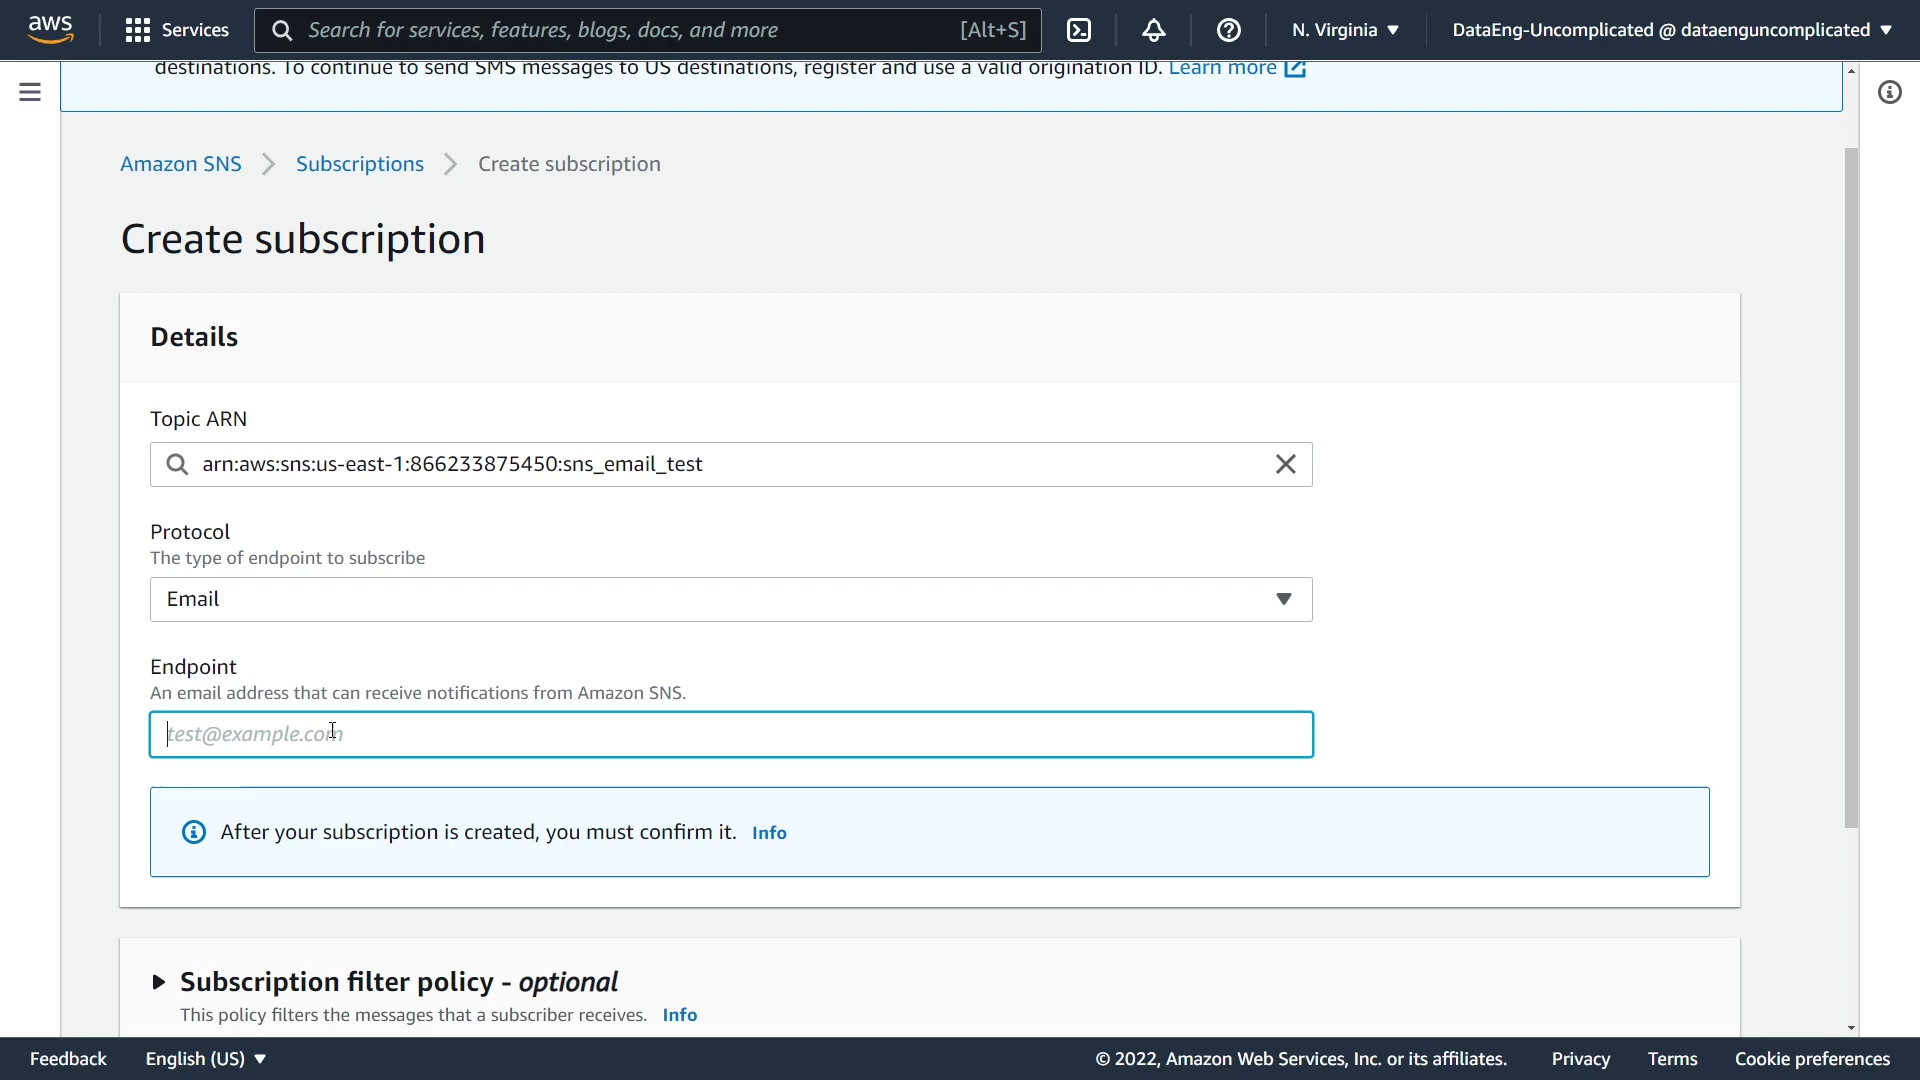 aws
Services
Search for services, features, blogs, docs, and more [Alt+S]
N. Virginia
DataEng-Uncomplicated @ dataenguncomplicated
destinations. To continue to send SMS messages to US destinations, register and use a valid origination ID. Learn more
Amazon SNS Subscriptions Create subscription
Create subscription
Details
Topic ARN
arn:aws:sns:us-east-1:866233875450:sns_email_test
Protocol
The type of endpoint to subscribe
Email
Endpoint
An email address that can receive notifications from Amazon SNS.
test@example.com
After your subscription is created, you must confirm it. Info
Subscription filter policy - optional
This policy filters the messages that a subscriber receives. Info
Feedback English (US) © 2022, Amazon Web Services, Inc. or its affiliates. Privacy Terms Cookie preferences